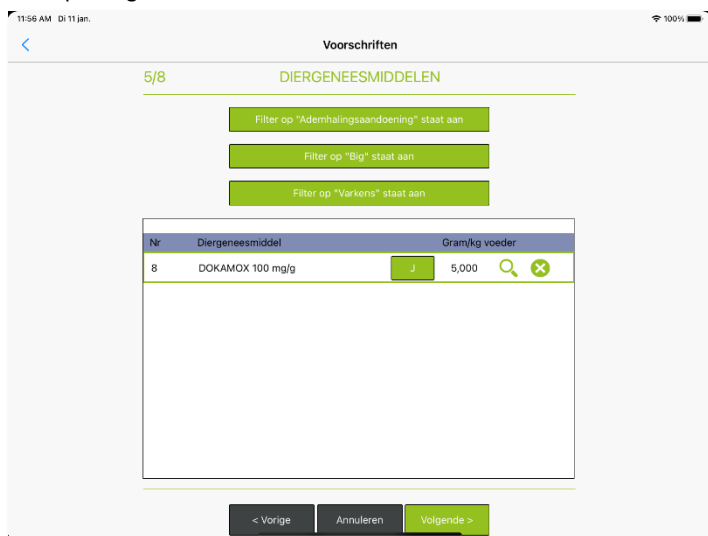 11:56 AM Di 11 jan. 100%
Voorschriften
5/8 DIERGENEESMIDDELEN
Filter op "Ademhalingsaandoening" staat aan
Filter op "Big" staat aan
Filter op "Varkens" staat aan
Nr Diergeneesmiddel Gram/kg voeder
8 DOKAMOX 100 mg/g J 5,000
< Vorige Annuleren Volgende >